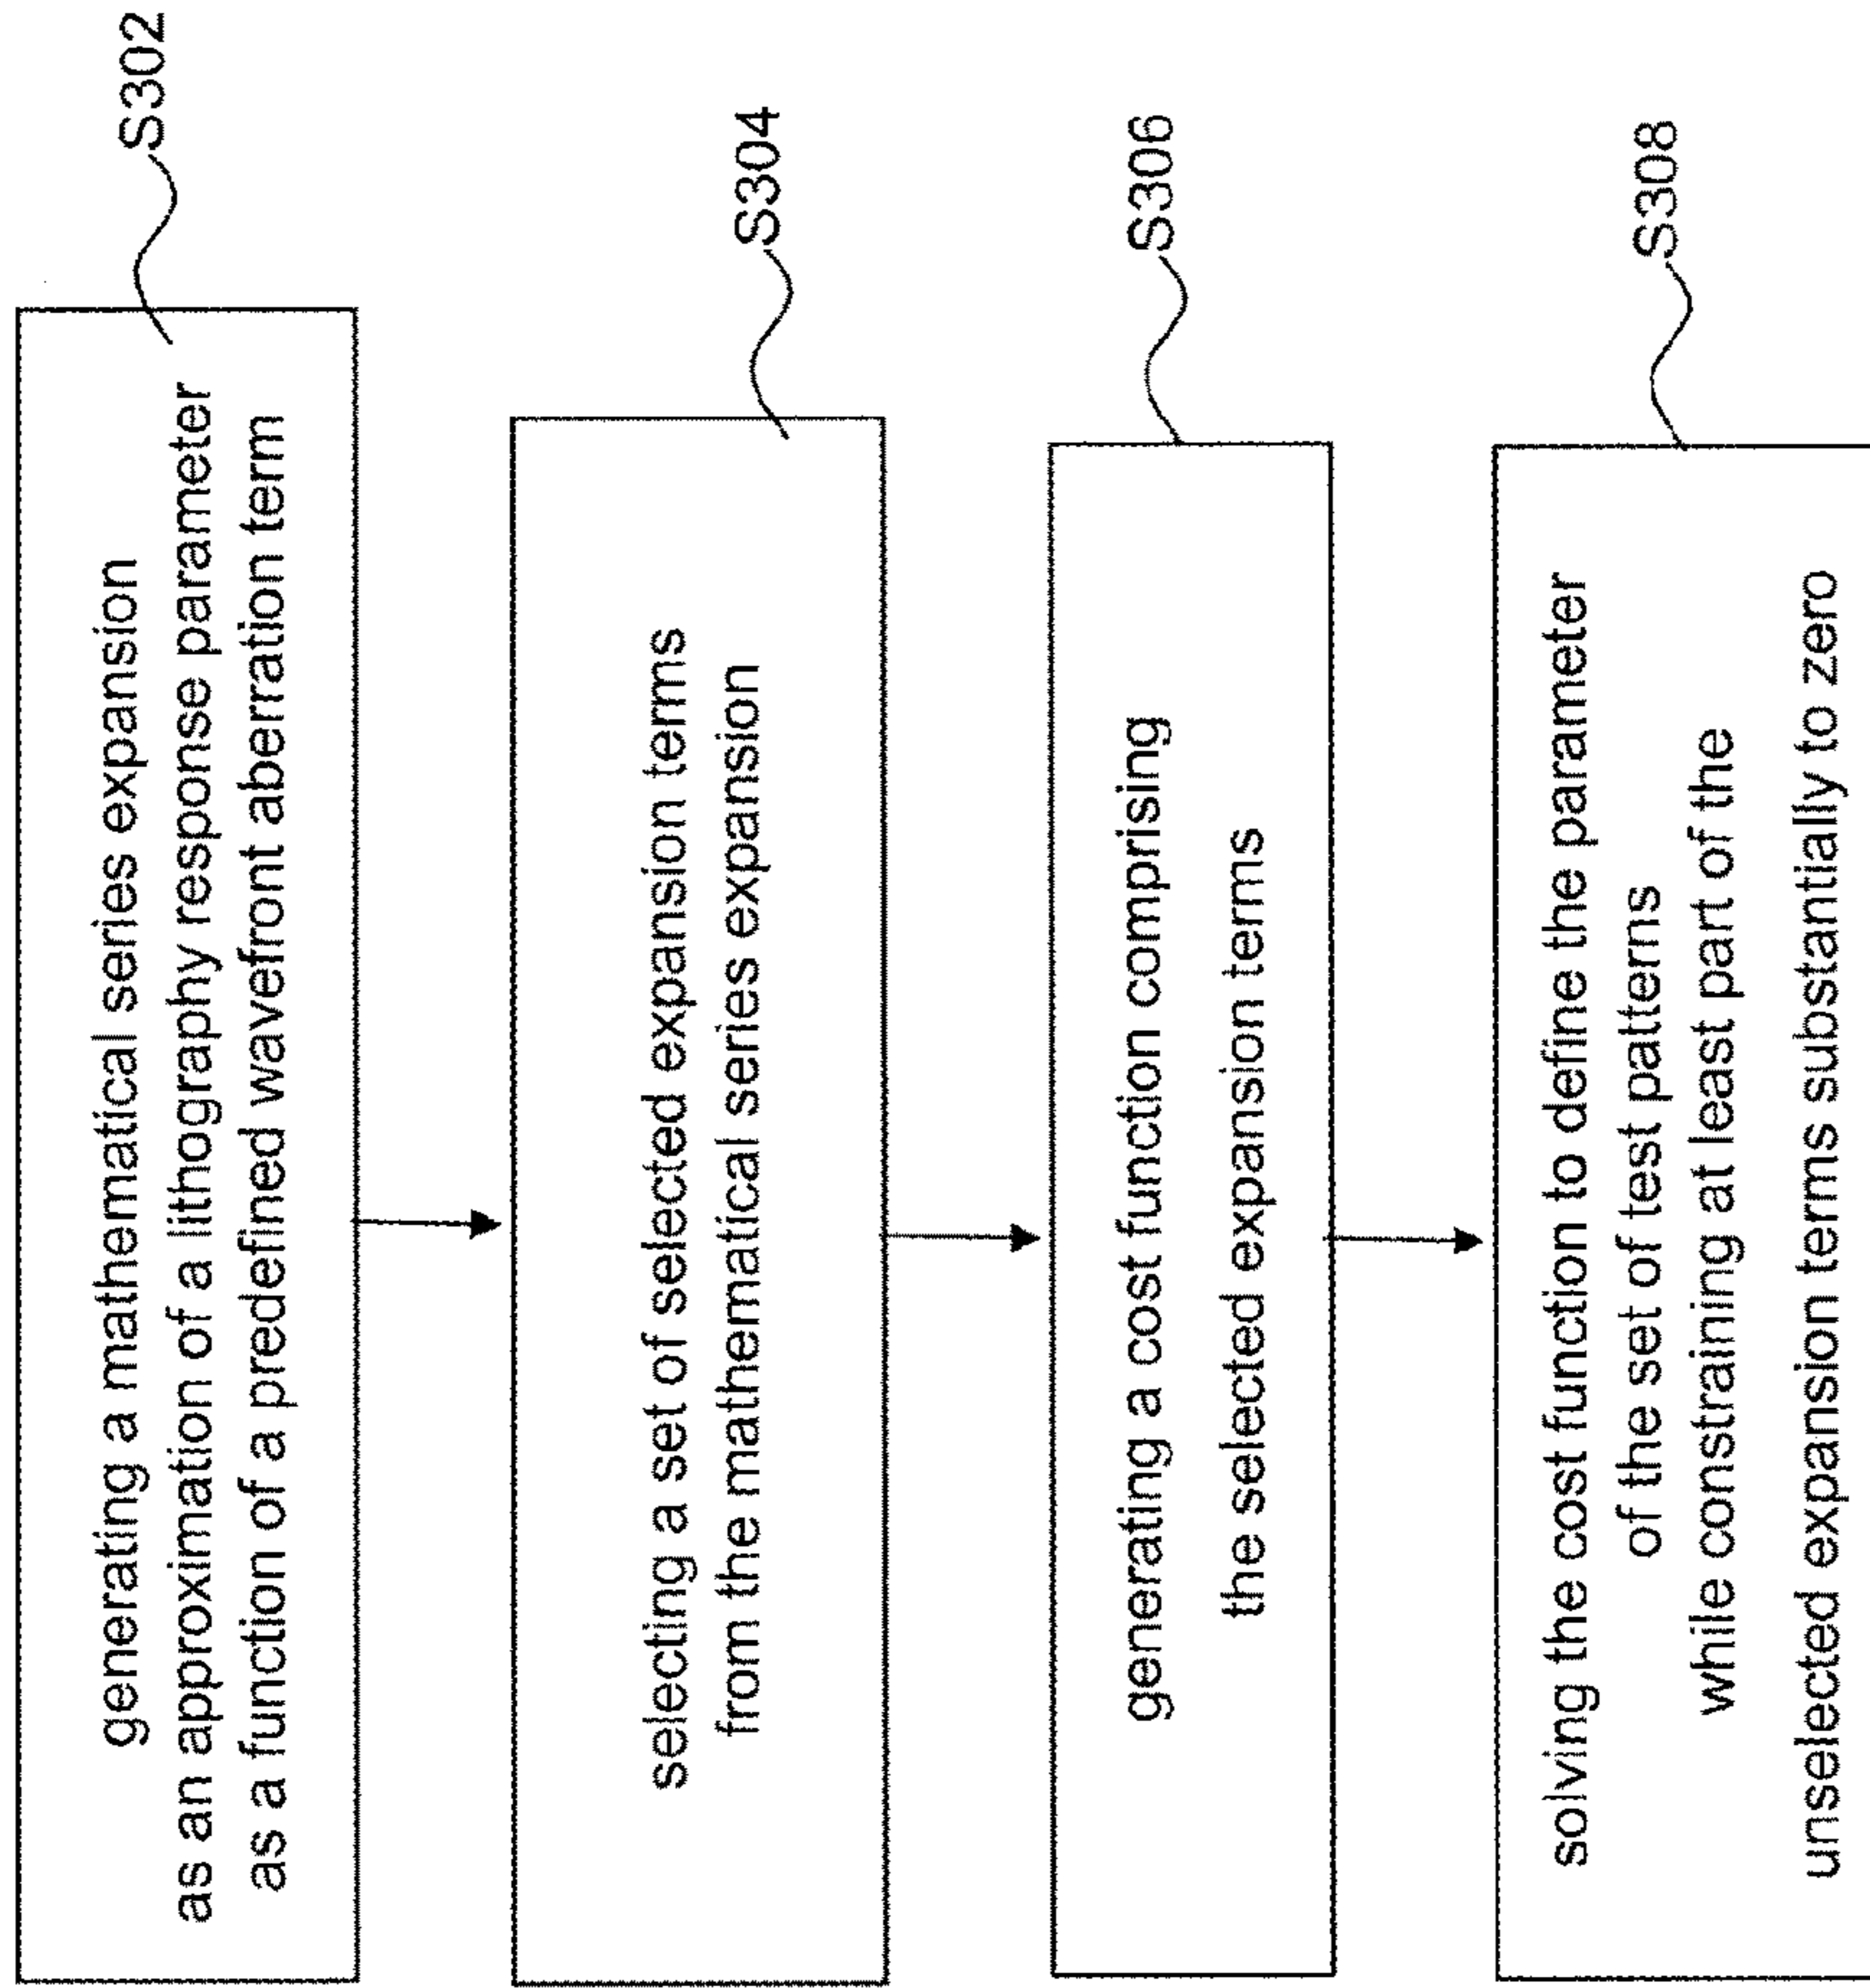 generating a mathematical series expansion
as an approximation of a lithography response parameter
as a function of a predefined wavefront aberration term
S302
selecting a set of selected expansion terms
from the mathematical series expansion
S304
generating a cost function comprising
the selected expansion terms
S306
solving the cost function to define the parameter
of the set of test patterns
while constraining at least part of the
unselected expansion terms substantially to zero
S308